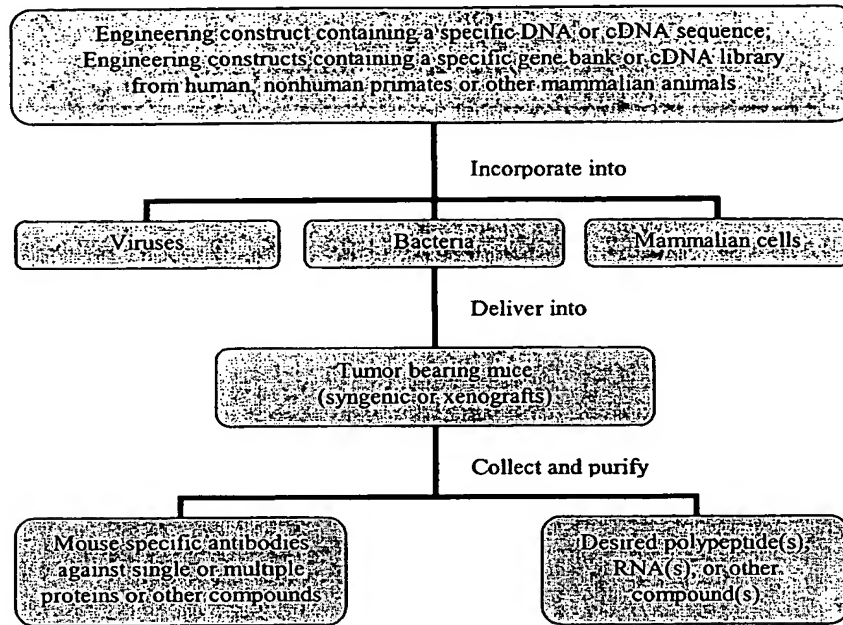 Engineering construct containing a specific DNA or cDNA sequence;
Engineering constructs containing a specific gene bank or cDNA library
from human, nonhuman primates or other mammalian animals
Incorporate into
Viruses
Bacteria
Mammalian cells
Deliver into
Tumor bearing mice
(syngenic or xenografts)
Collect and purify
Mouse specific antibodies
against single or multiple
proteins or other compounds
Desired polypeptide(s),
RNA(s), or other
compound(s)